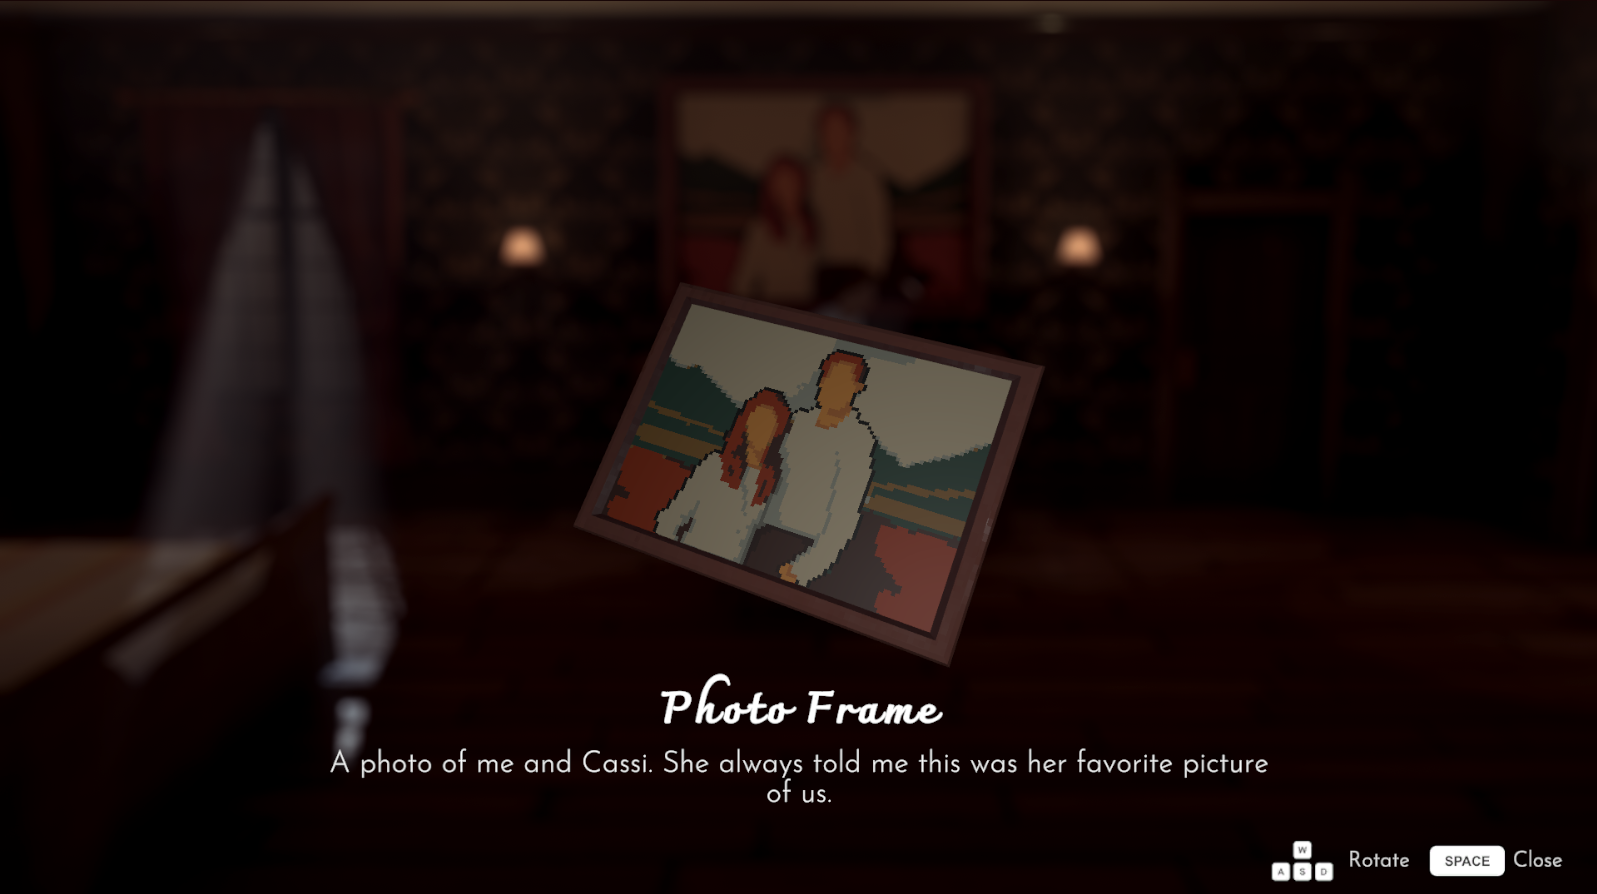 Photo Frame
A photo of me and Cassi. She always told me this was her favorite picture
of us.
W
A S D Rotate SPACE Close